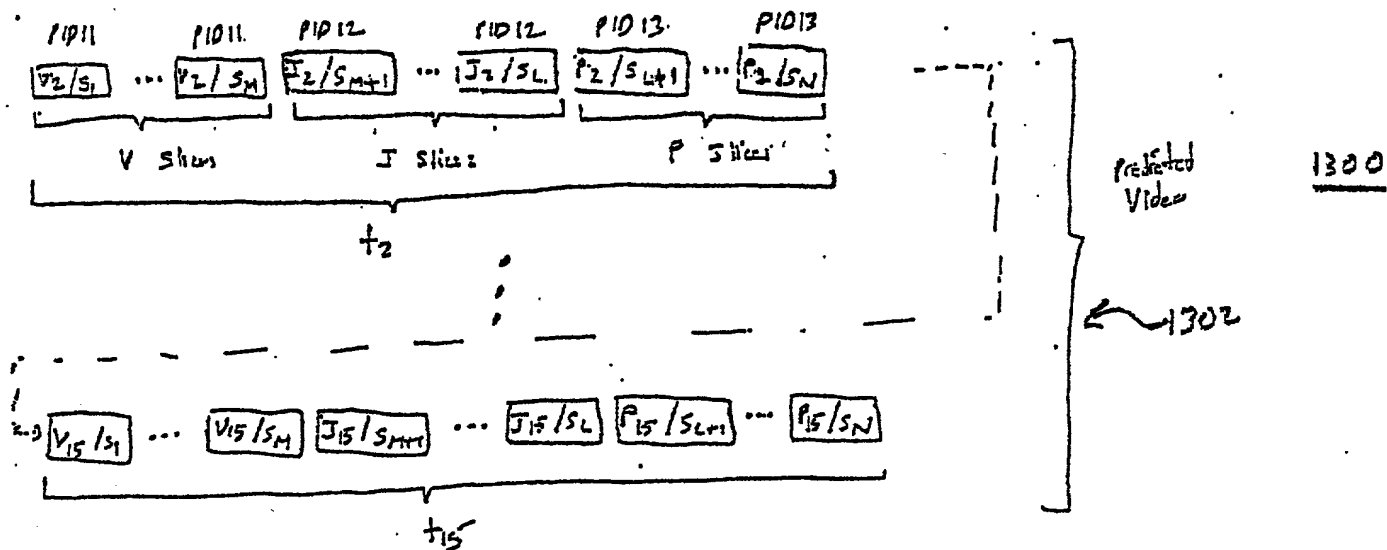 PID11 PID11. PID12 PID12 PID13. PID13
V2/S1 ... V2/SM J2/SM+1 ... J2/SL P2/SL+1 ... P2/SN
V Slices J Slices P Slices
t2
Predicted
Video
1300
1302
V15/S1 ... V15/SM J15/SM+1 ... J15/SL P15/SL+1 ... P15/SN
t15